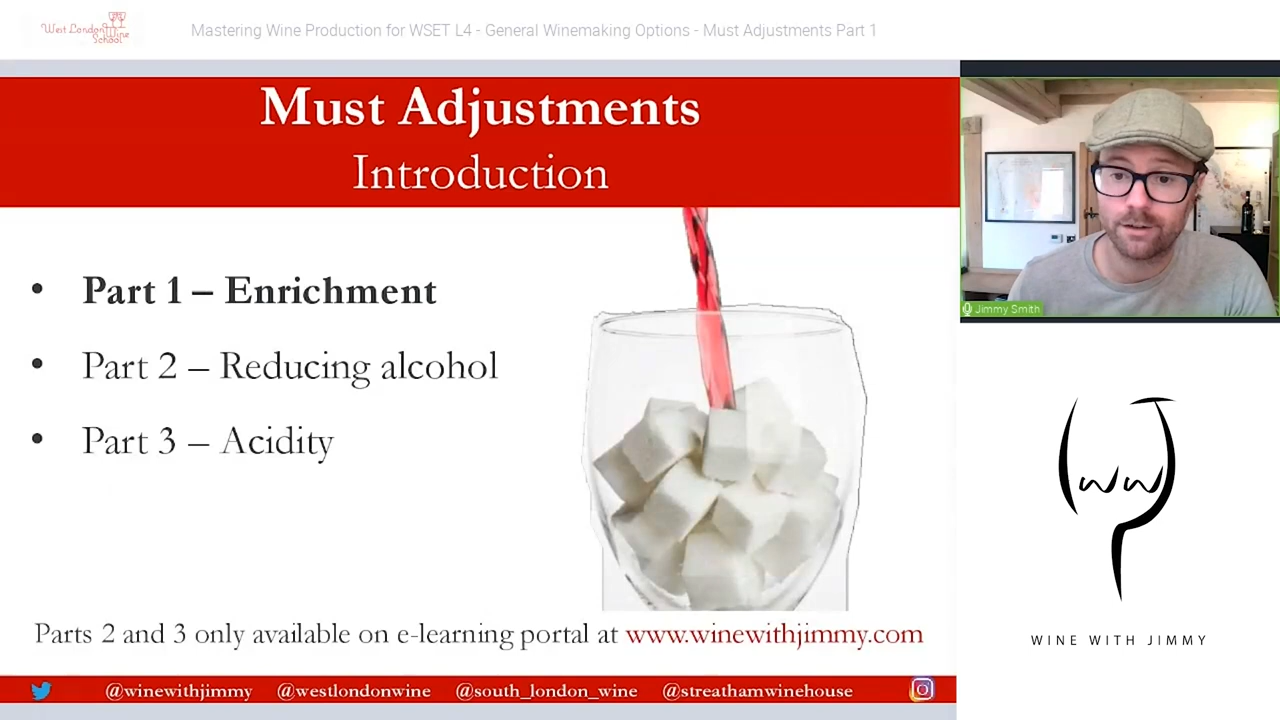 West London Wine
School
Mastering Wine Production for WSET L4 - General Winemaking Options - Must Adjustments Part 1
Must Adjustments
Introduction
• Part 1 – Enrichment
• Part 2 – Reducing alcohol
• Part 3 – Acidity
Parts 2 and 3 only available on e-learning portal at www.winewithjimmy.com
@winewithjimmy @westlondonwine @south_london_wine @streathamwinehouse
Jimmy Smith
WWJ
WINE WITH JIMMY